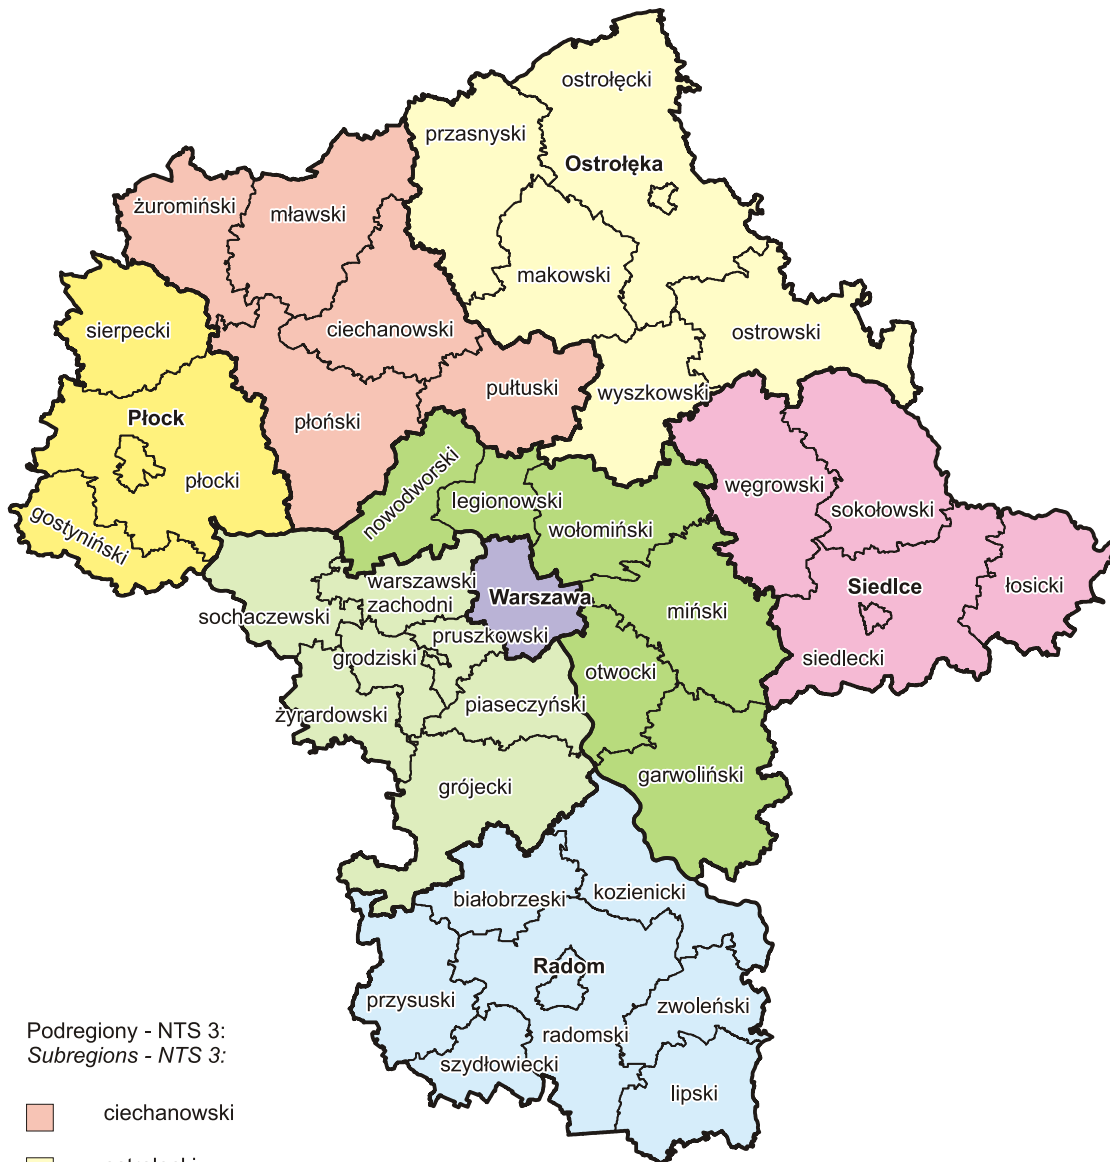 ostrołęcki
przasnyski
Ostrołęka
żuromiński
mławski
makowski
sierpecki
ciechanowski
ostrowski
pułtuski
wyszkowski
Płock
płoński
płocki
nowodworski
legionowski
węgrowski
sokołowski
gostyniński
wołomiński
warszawski
zachodni
Warszawa
Siedlce
łosicki
sochaczewski
miński
pruszkowski
grodziski
otwocki
siedlecki
piaseczyński
żyrardowski
garwoliński
grójecki
białobrzeski
kozienicki
Radom
przysuski
zwoleński
radomski
szydłowiecki
lipski
Podregiony - NTS 3:
Subregions - NTS 3:
ciechanowski